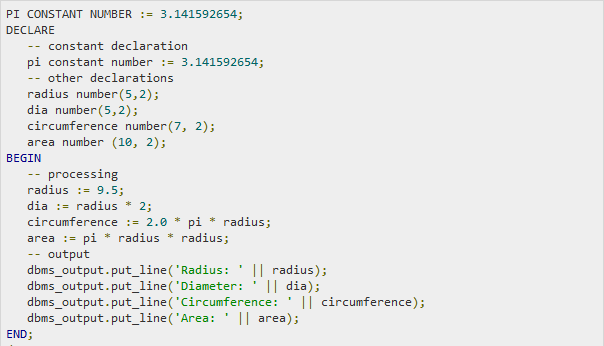 PI CONSTANT NUMBER := 3.141592654;
DECLARE
   -- constant declaration
   pi constant number := 3.141592654;
   -- other declarations
   radius number(5,2);
   dia number(5,2);
   circumference number(7, 2);
   area number (10, 2);
BEGIN
   -- processing
   radius := 9.5;
   dia := radius * 2;
   circumference := 2.0 * pi * radius;
   area := pi * radius * radius;
   -- output
   dbms_output.put_line('Radius: ' || radius);
   dbms_output.put_line('Diameter: ' || dia);
   dbms_output.put_line('Circumference: ' || circumference);
   dbms_output.put_line('Area: ' || area);
END;